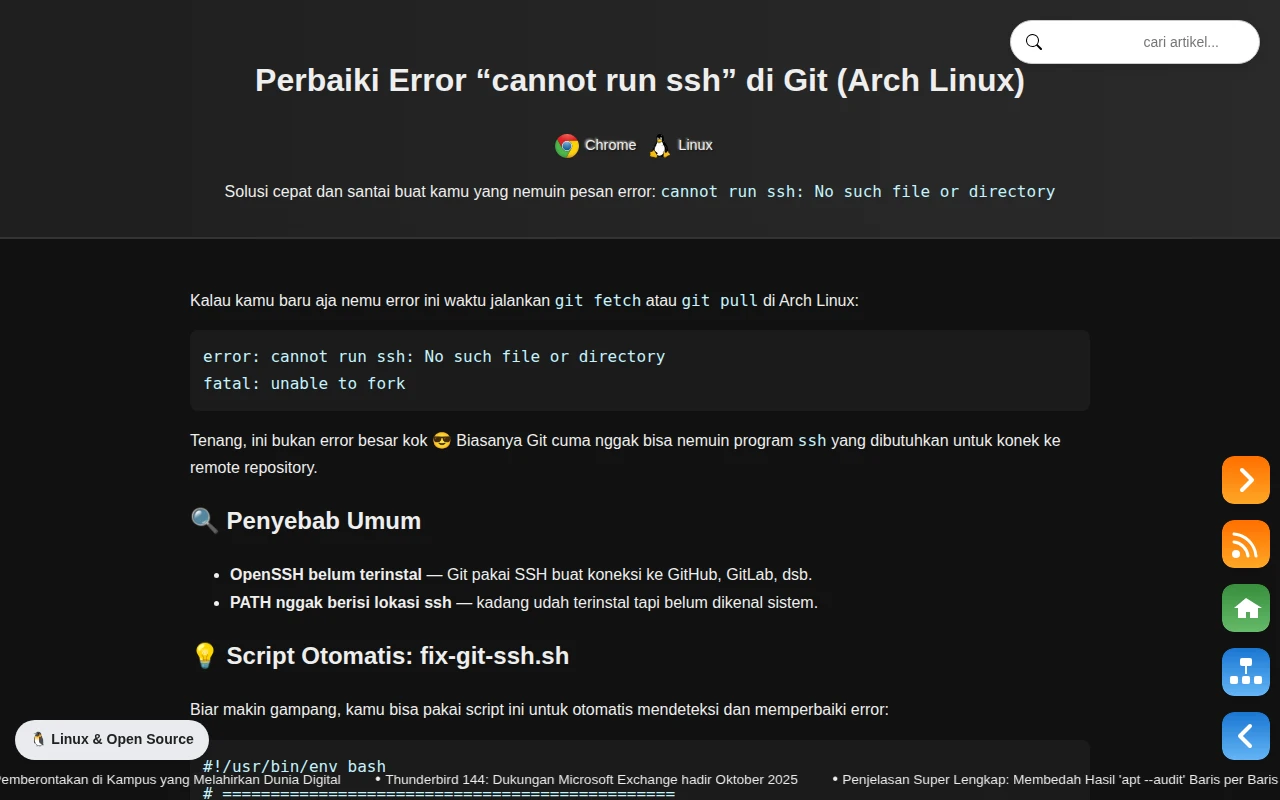 cari artikel...
Perbaiki Error “cannot run ssh” di Git (Arch Linux)
Chrome Linux
Solusi cepat dan santai buat kamu yang nemuin pesan error: cannot run ssh: No such file or directory
Kalau kamu baru aja nemu error ini waktu jalankan git fetch atau git pull di Arch Linux:
error: cannot run ssh: No such file or directory
fatal: unable to fork
Tenang, ini bukan error besar kok 😎 Biasanya Git cuma nggak bisa nemuin program ssh yang dibutuhkan untuk konek ke
remote repository.
🔍 Penyebab Umum
• OpenSSH belum terinstal — Git pakai SSH buat koneksi ke GitHub, GitLab, dsb.
• PATH nggak berisi lokasi ssh — kadang udah terinstal tapi belum dikenal sistem.
💡 Script Otomatis: fix-git-ssh.sh
Biar makin gampang, kamu bisa pakai script ini untuk otomatis mendeteksi dan memperbaiki error:
🐧 Linux & Open Source
#!/usr/bin/env bash
emberontakan di Kampus yang Melahirkan Dunia Digital • Thunderbird 144: Dukungan Microsoft Exchange hadir Oktober 2025 • Penjelasan Super Lengkap: Membedah Hasil 'apt --audit' Baris per Baris
# ===============================================